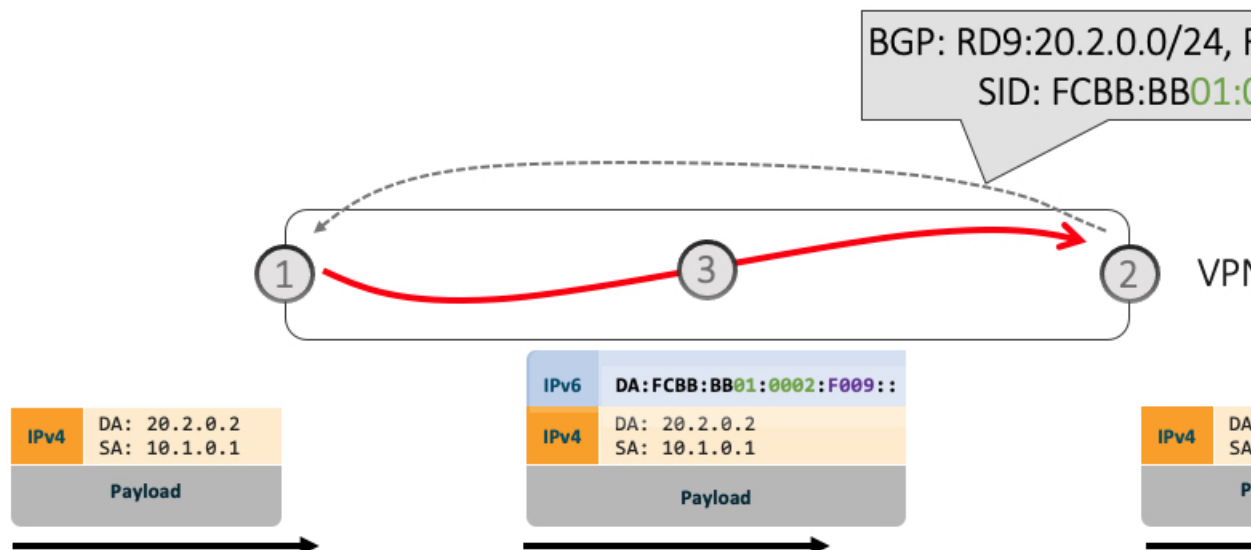 BGP: RD9:20.2.0.0/24,
SID: FCBB:BB01:
1
3
2
IPv6 DA:FCBB:BB01:0002:F009::
IPv4 DA: 20.2.0.2
SA: 10.1.0.1
Payload
IPv4 DA: 20.2.0.2
SA: 10.1.0.1
Payload
IPv4 DA
SA